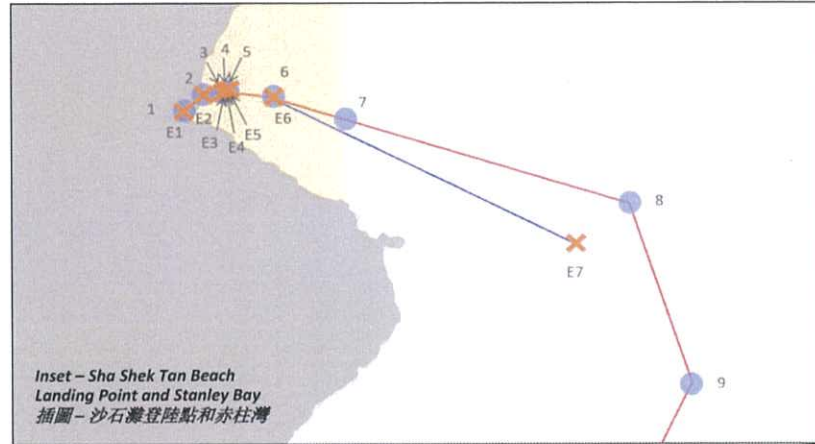 3 4 5
2 6
1 7
E1 E2 E6
E3 E4 E5
8
E7
9
Inset – Sha Shek Tan Beach
Landing Point and Stanley Bay
插圖 – 沙石灘登陸點和赤柱灣